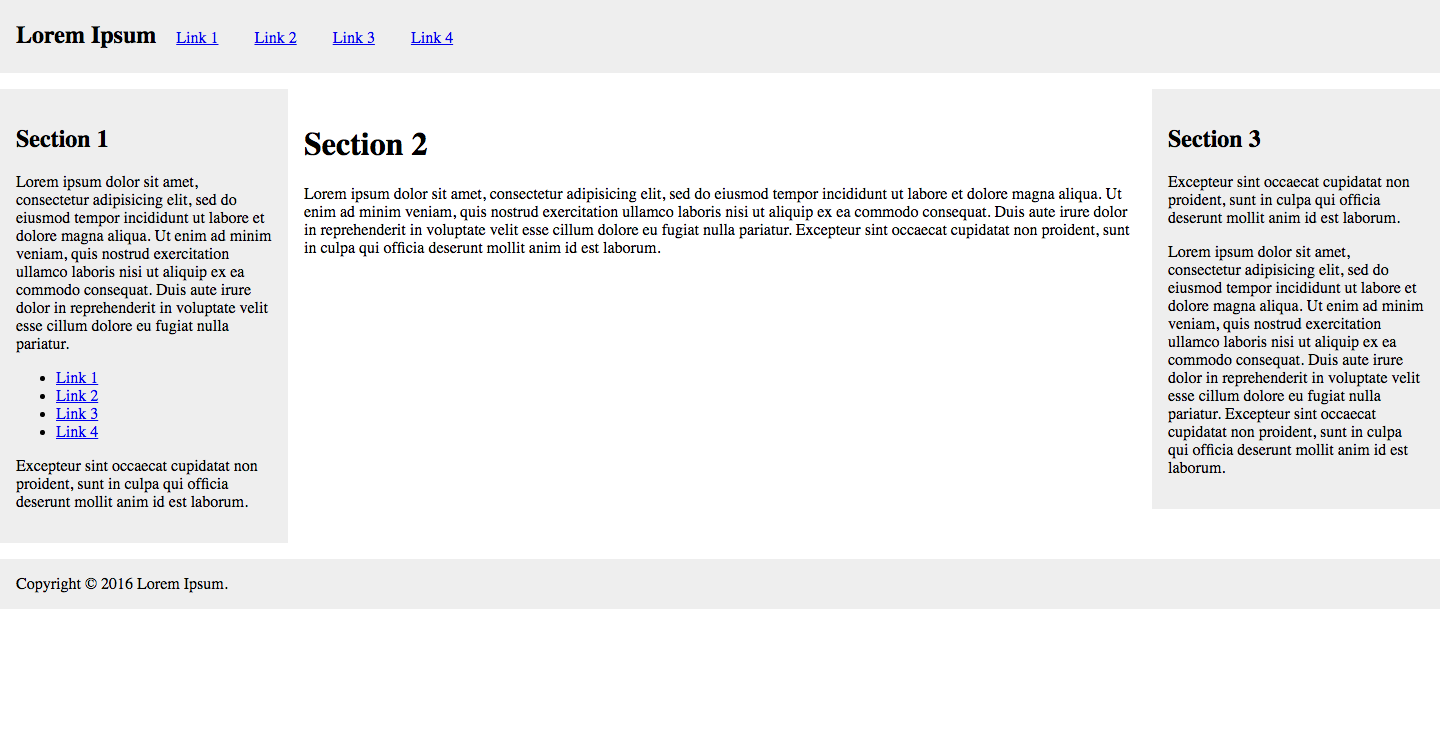 Lorem Ipsum Link 1 Link 2 Link 3 Link 4
Section 1
Lorem ipsum dolor sit amet,
consectetur adipisicing elit, sed do
eiusmod tempor incididunt ut labore et
dolore magna aliqua. Ut enim ad minim
veniam, quis nostrud exercitation
ullamco laboris nisi ut aliquip ex ea
commodo consequat. Duis aute irure
dolor in reprehenderit in voluptate velit
esse cillum dolore eu fugiat nulla
pariatur.
• Link 1
• Link 2
• Link 3
• Link 4
Excepteur sint occaecat cupidatat non
proident, sunt in culpa qui officia
deserunt mollit anim id est laborum.
Section 2
Lorem ipsum dolor sit amet, consectetur adipisicing elit, sed do eiusmod tempor incididunt ut labore et dolore magna aliqua. Ut
enim ad minim veniam, quis nostrud exercitation ullamco laboris nisi ut aliquip ex ea commodo consequat. Duis aute irure dolor
in reprehenderit in voluptate velit esse cillum dolore eu fugiat nulla pariatur. Excepteur sint occaecat cupidatat non proident, sunt
in culpa qui officia deserunt mollit anim id est laborum.
Section 3
Excepteur sint occaecat cupidatat non
proident, sunt in culpa qui officia
deserunt mollit anim id est laborum.
Lorem ipsum dolor sit amet,
consectetur adipisicing elit, sed do
eiusmod tempor incididunt ut labore et
dolore magna aliqua. Ut enim ad minim
veniam, quis nostrud exercitation
ullamco laboris nisi ut aliquip ex ea
commodo consequat. Duis aute irure
dolor in reprehenderit in voluptate velit
esse cillum dolore eu fugiat nulla
pariatur. Excepteur sint occaecat
cupidatat non proident, sunt in culpa
qui officia deserunt mollit anim id est
laborum.
Copyright © 2016 Lorem Ipsum.